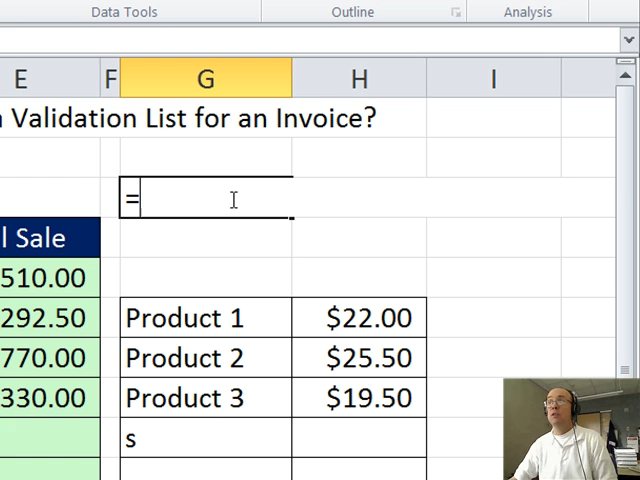 Data Tools Outline Analysis
E F G H I
Validation List for an Invoice?
=
l Sale
510.00
292.50 Product 1 $22.00
770.00 Product 2 $25.50
330.00 Product 3 $19.50
s